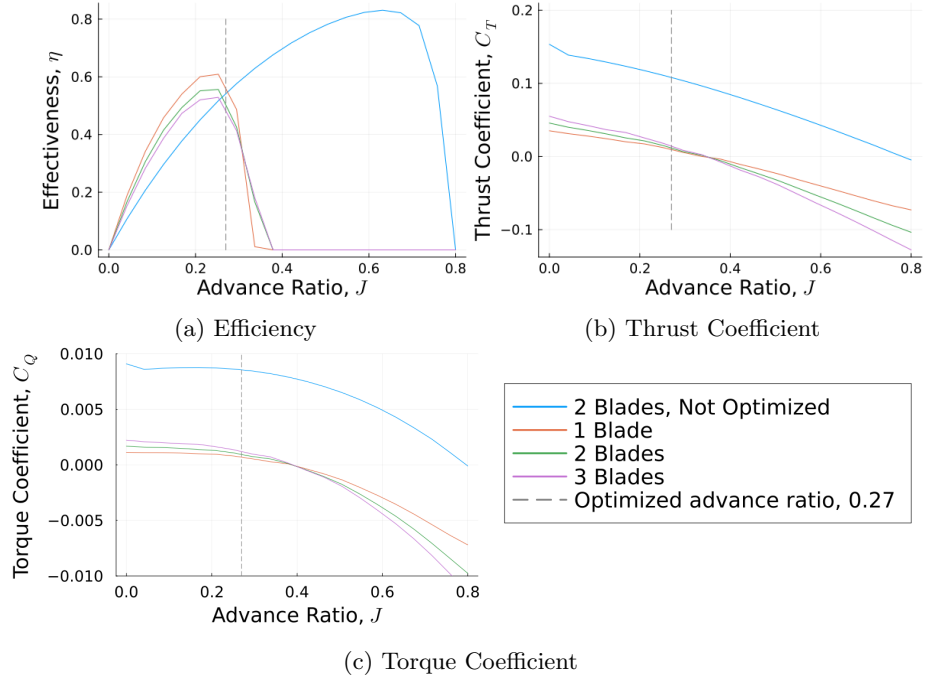 Effectiveness, η
0.8
0.6
0.4
0.2
0.0
0.0 0.2 0.4 0.6 0.8
Advance Ratio, J
(a) Efficiency
Thrust Coefficient, C_T
0.2
0.1
0.0
−0.1
0.0 0.2 0.4 0.6 0.8
Advance Ratio, J
(b) Thrust Coefficient
Torque Coefficient, C_Q
0.010
0.005
0.000
−0.005
−0.010
0.0 0.2 0.4 0.6 0.8
Advance Ratio, J
(c) Torque Coefficient
2 Blades, Not Optimized
1 Blade
2 Blades
3 Blades
Optimized advance ratio, 0.27